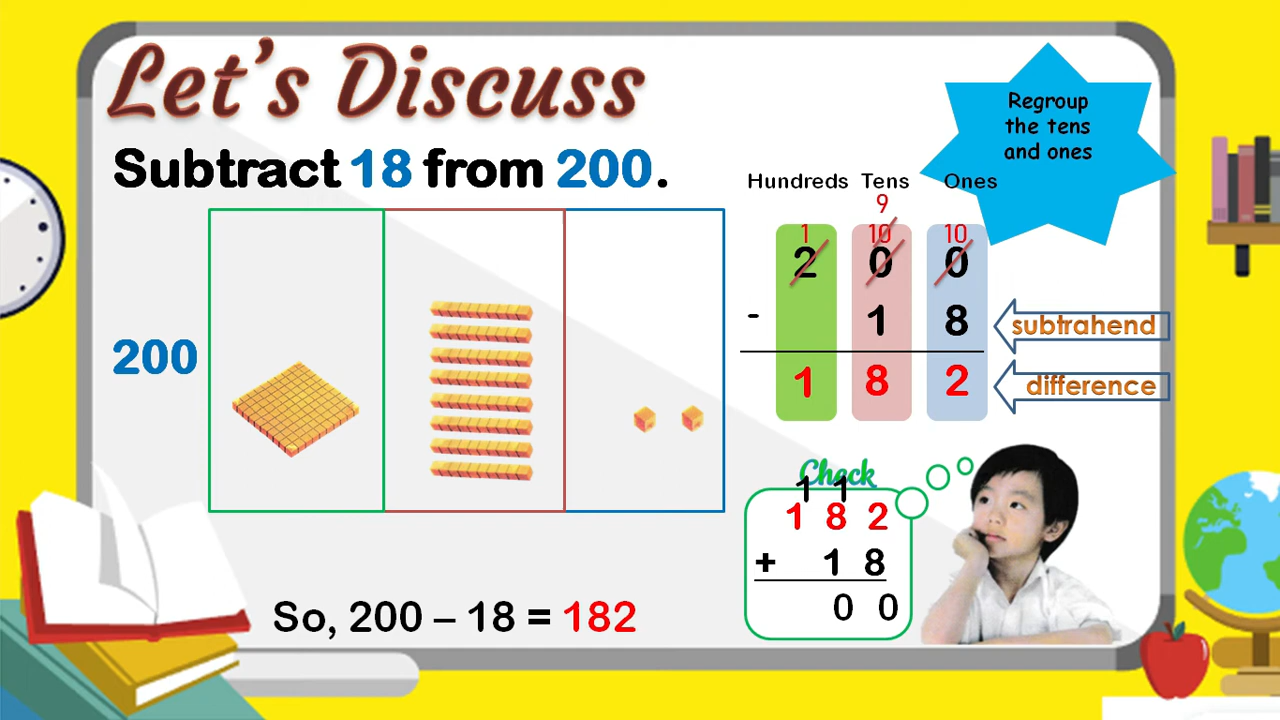 Let's Discuss
Subtract 18 from 200.
Regroup
the tens
and ones
Hundreds Tens Ones
9
1 10 10
2 0 0
- 1 8
subtrahend
1 8 2
difference
200
Check
1 1
1 8 2
+ 1 8
0 0
So, 200 – 18 = 182